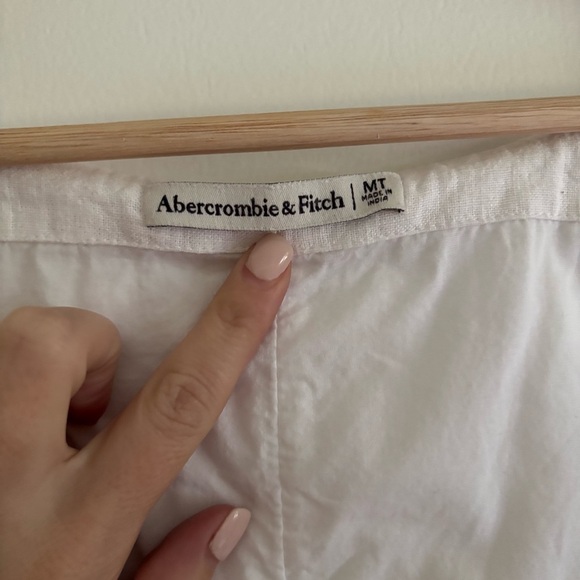 Abercrombie & Fitch | MT
MADE IN
INDIA